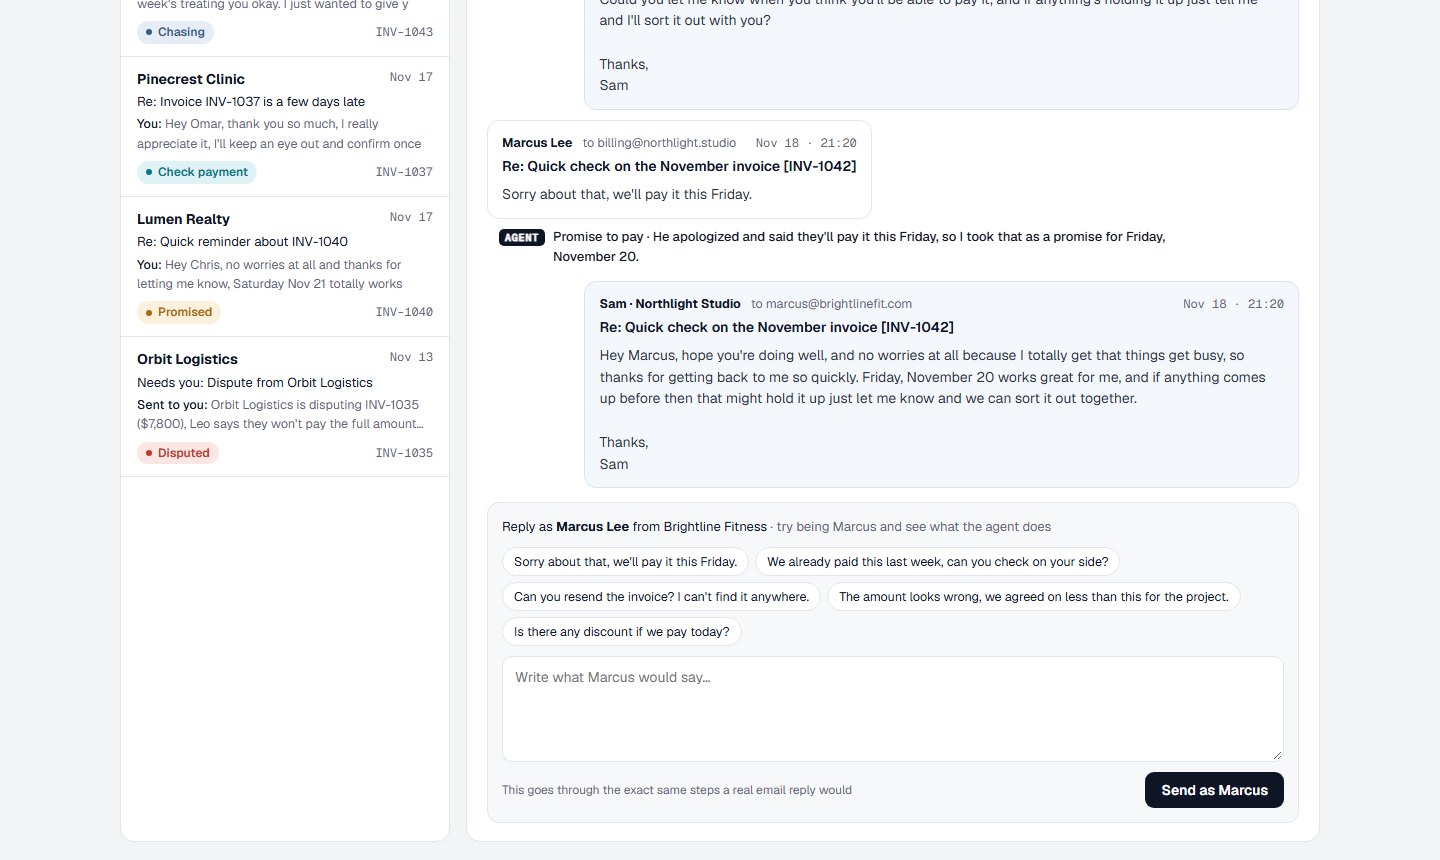 week's treating you okay. I just wanted to give y
Chasing
INV-1043
Pinecrest Clinic
Nov 17
Re: Invoice INV-1037 is a few days late
You: Hey Omar, thank you so much, I really
appreciate it, I'll keep an eye out and confirm once
Check payment
INV-1037
Lumen Realty
Nov 17
Re: Quick reminder about INV-1040
You: Hey Chris, no worries at all and thanks for
letting me know, Saturday Nov 21 totally works
Promised
INV-1040
Orbit Logistics
Nov 13
Needs you: Dispute from Orbit Logistics
Sent to you: Orbit Logistics is disputing INV-1035
($7,800), Leo says they won't pay the full amount...
Disputed
INV-1035
Could you let me know when you think you'll be able to pay it, and if anything's holding it up just tell me
and I'll sort it out with you?
Thanks,
Sam
Marcus Lee to billing@northlight.studio Nov 18 · 21:20
Re: Quick check on the November invoice [INV-1042]
Sorry about that, we'll pay it this Friday.
AGENT Promise to pay · He apologized and said they'll pay it this Friday, so I took that as a promise for Friday,
November 20.
Sam · Northlight Studio to marcus@brightlinefit.com Nov 18 · 21:20
Re: Quick check on the November invoice [INV-1042]
Hey Marcus, hope you're doing well, and no worries at all because I totally get that things get busy, so
thanks for getting back to me so quickly. Friday, November 20 works great for me, and if anything comes
up before then that might hold it up just let me know and we can sort it out together.
Thanks,
Sam
Reply as Marcus Lee from Brightline Fitness · try being Marcus and see what the agent does
Sorry about that, we'll pay it this Friday.
We already paid this last week, can you check on your side?
Can you resend the invoice? I can't find it anywhere.
The amount looks wrong, we agreed on less than this for the project.
Is there any discount if we pay today?
Write what Marcus would say...
This goes through the exact same steps a real email reply would
Send as Marcus